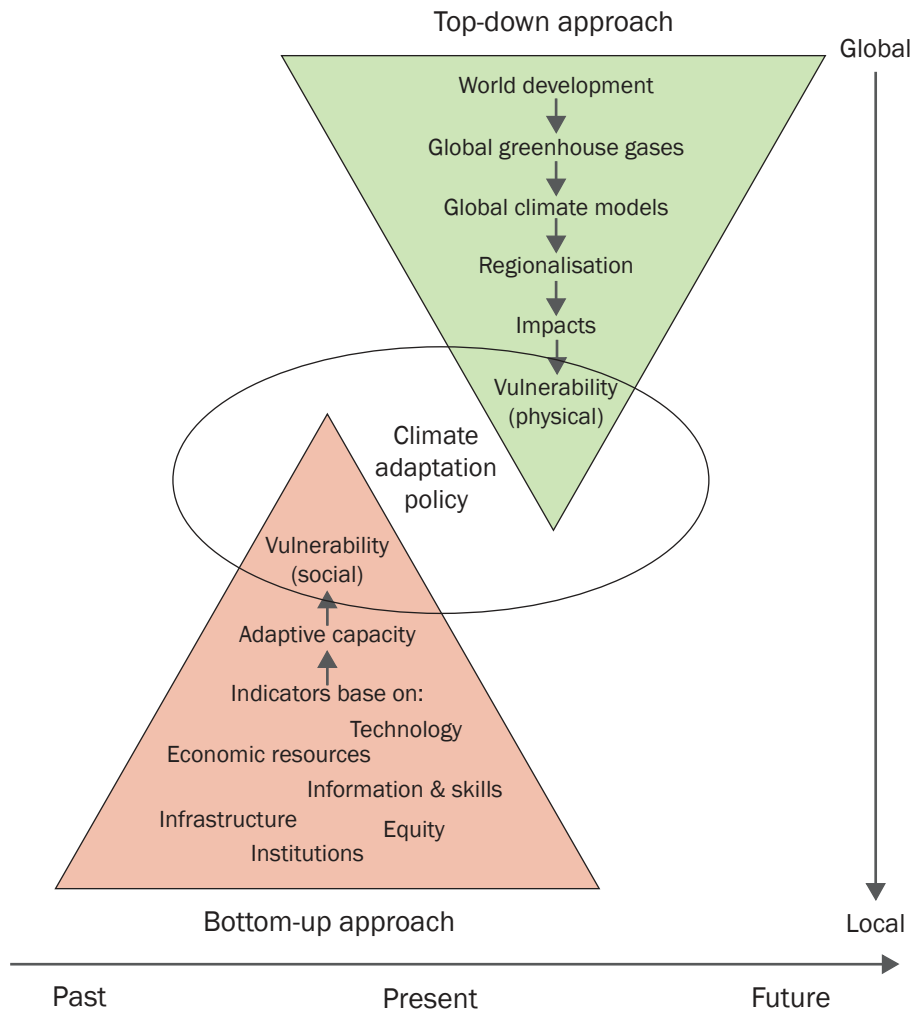 Top-down approach
Global
World development
Global greenhouse gases
Global climate models
Regionalisation
Impacts
Vulnerability
(physical)
Climate
adaptation
policy
Vulnerability
(social)
Adaptive capacity
Indicators base on:
Technology
Economic resources
Information & skills
Infrastructure
Equity
Institutions
Bottom-up approach
Local
Past
Present
Future